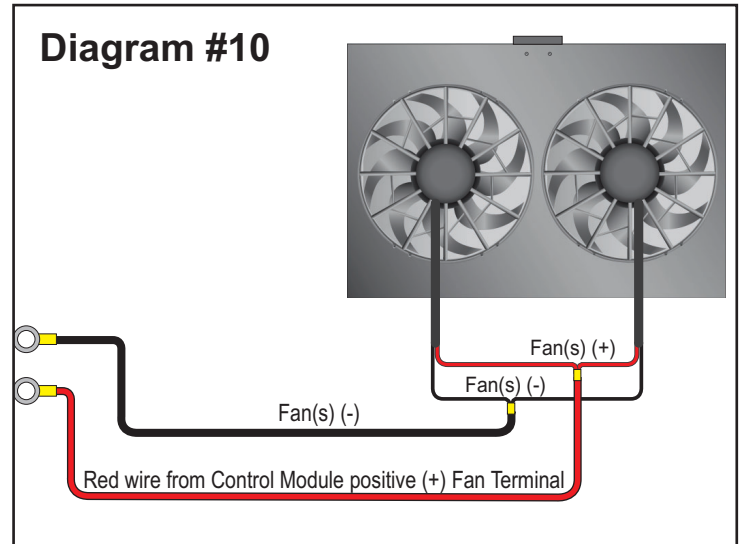 Diagram #10
Fan(s) (+)
Fan(s) (-)
Fan(s) (-)
Red wire from Control Module positive (+) Fan Terminal